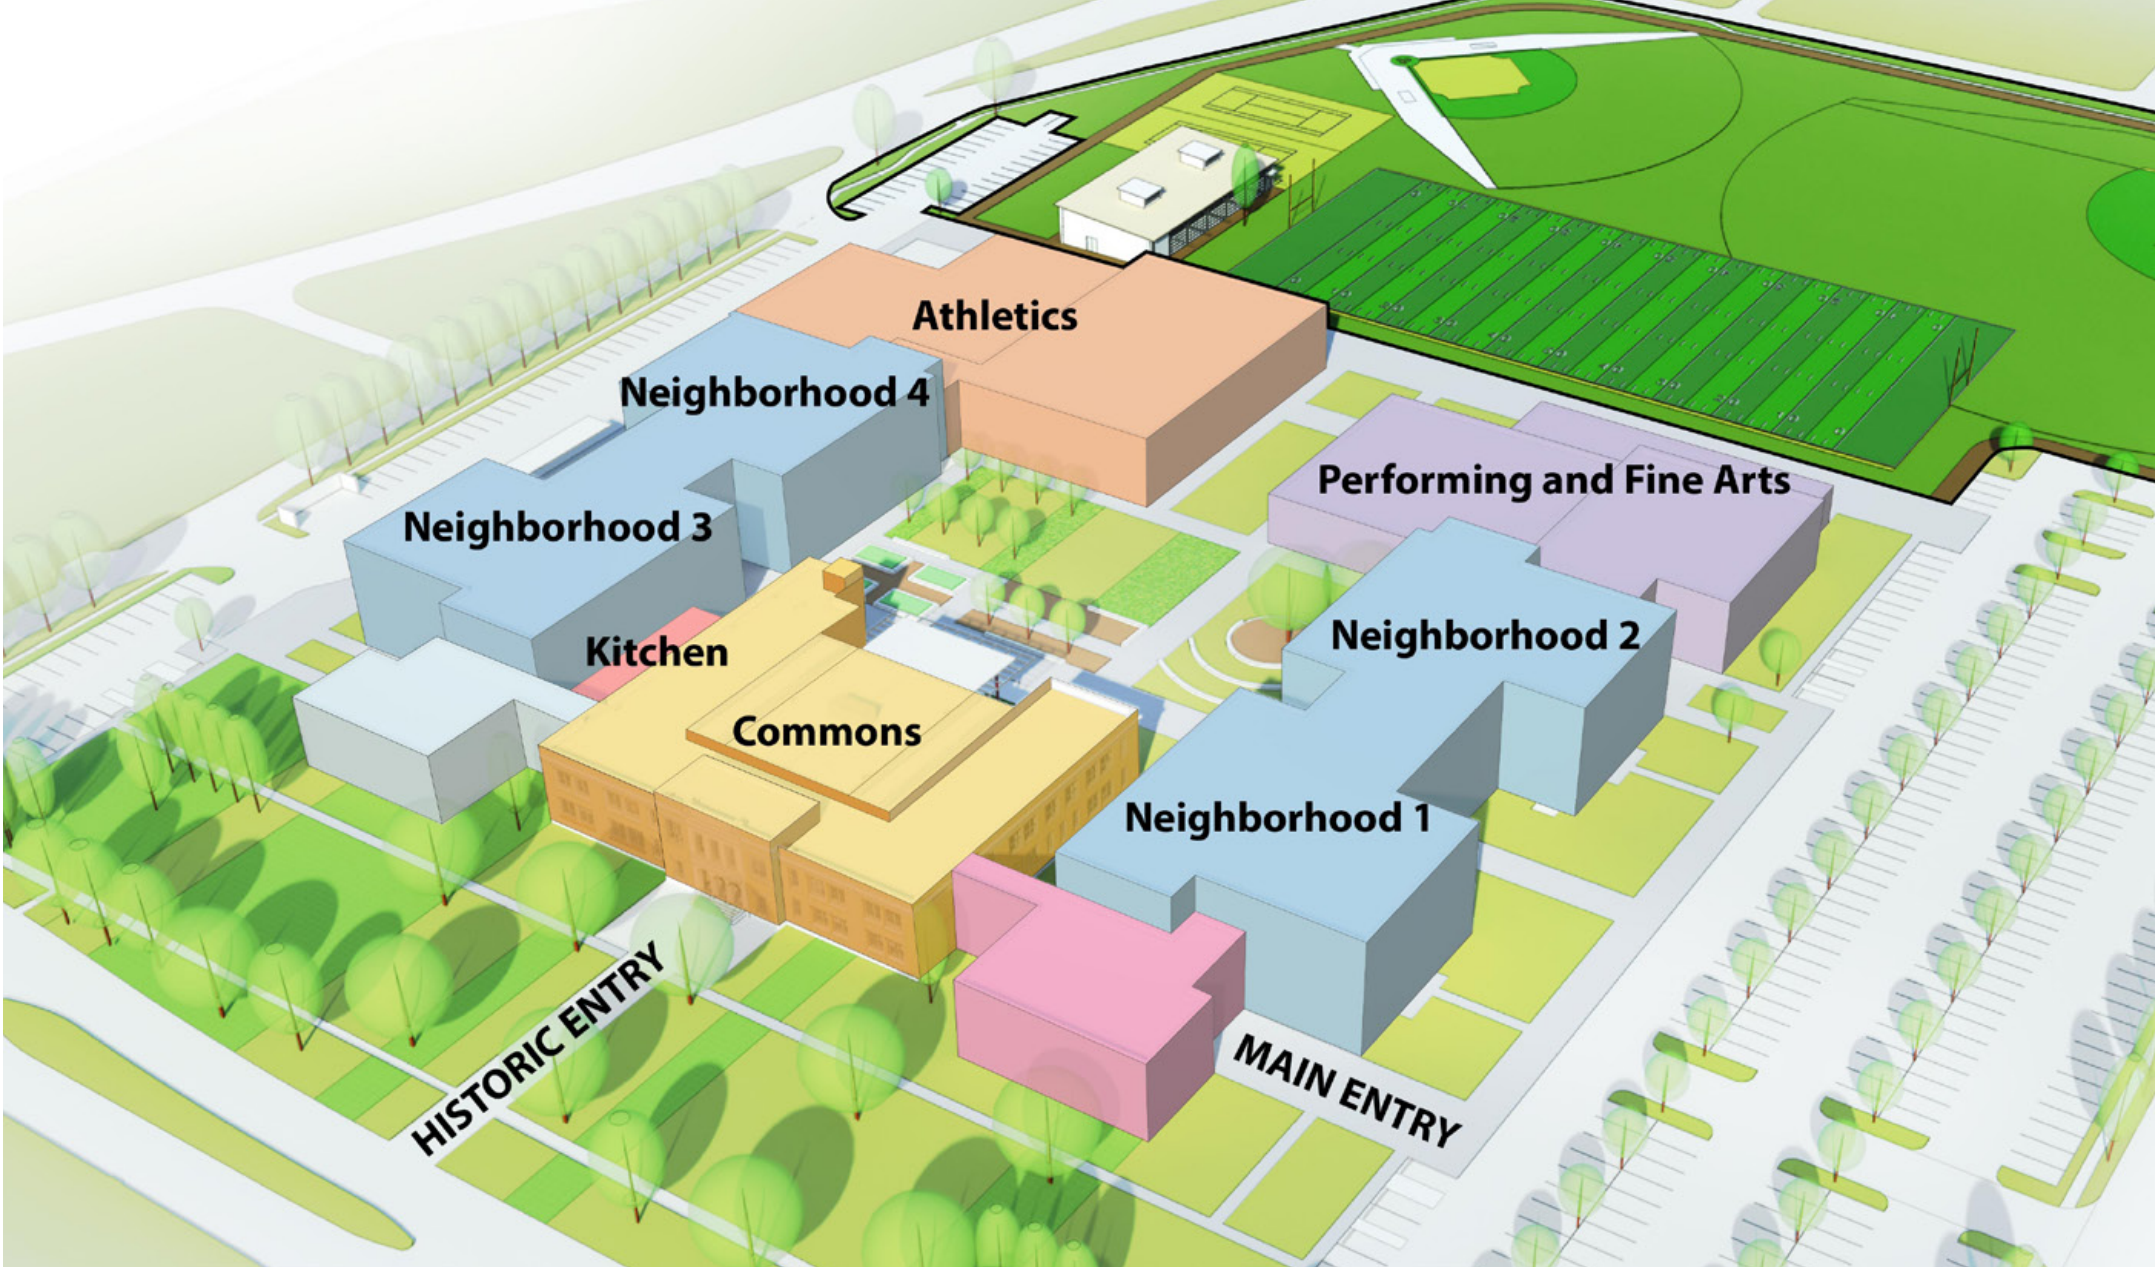 Athletics
Neighborhood 4
Performing and Fine Arts
Neighborhood 3
Neighborhood 2
Kitchen
Commons
Neighborhood 1
HISTORIC ENTRY
MAIN ENTRY